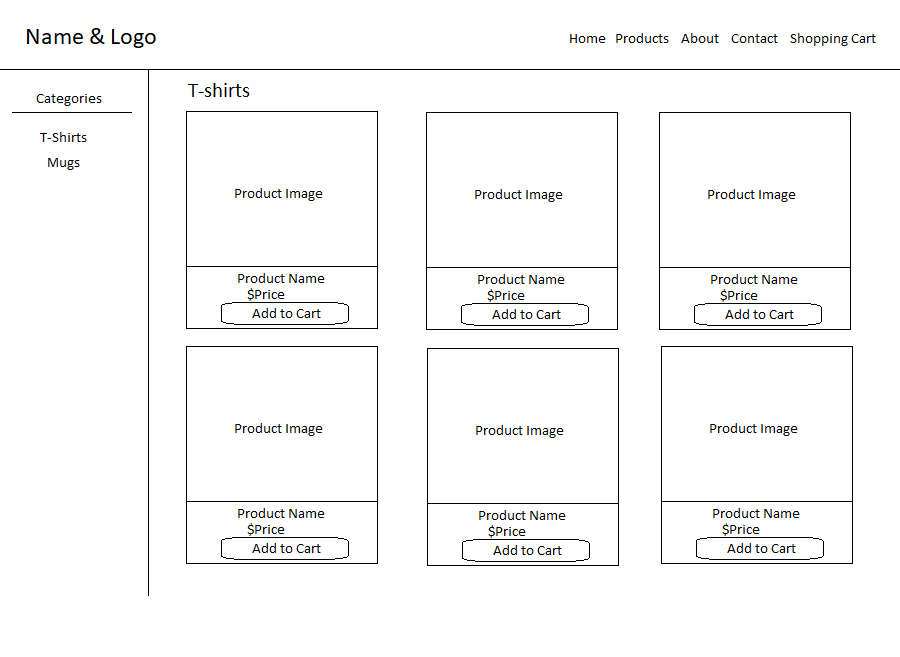 Name & Logo
Home Products About Contact Shopping Cart
Categories
T-Shirts
Mugs
T-shirts
Product Image
Product Name
$Price
Add to Cart
Product Image
Product Name
$Price
Add to Cart
Product Image
Product Name
$Price
Add to Cart
Product Image
Product Name
$Price
Add to Cart
Product Image
Product Name
$Price
Add to Cart
Product Image
Product Name
$Price
Add to Cart